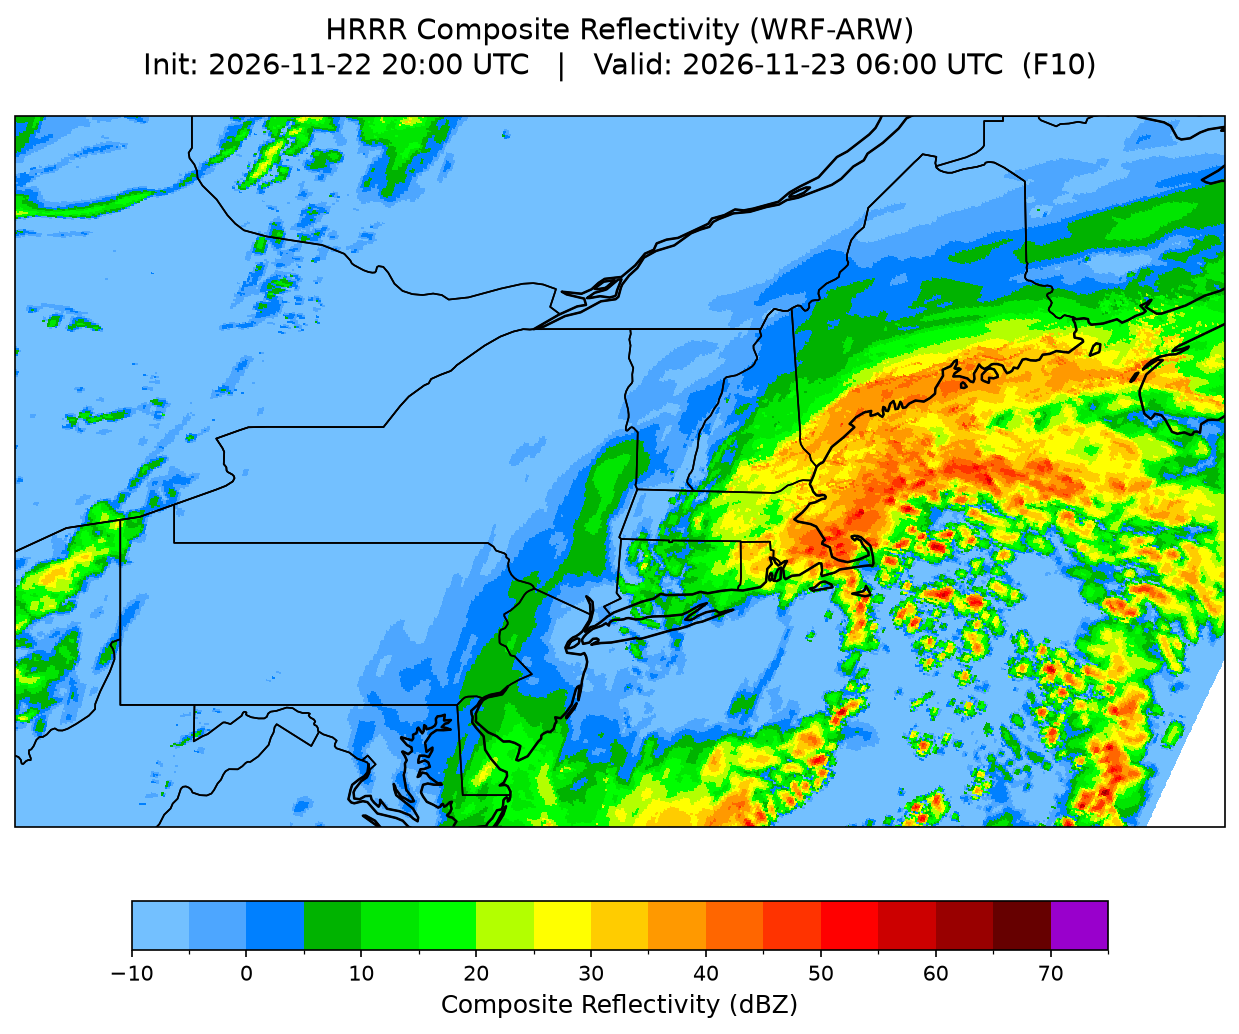 HRRR Composite Reflectivity (WRF-ARW)
Init: 2026-11-22 20:00 UTC | Valid: 2026-11-23 06:00 UTC (F10)
−10 0 10 20 30 40 50 60 70
Composite Reflectivity (dBZ)